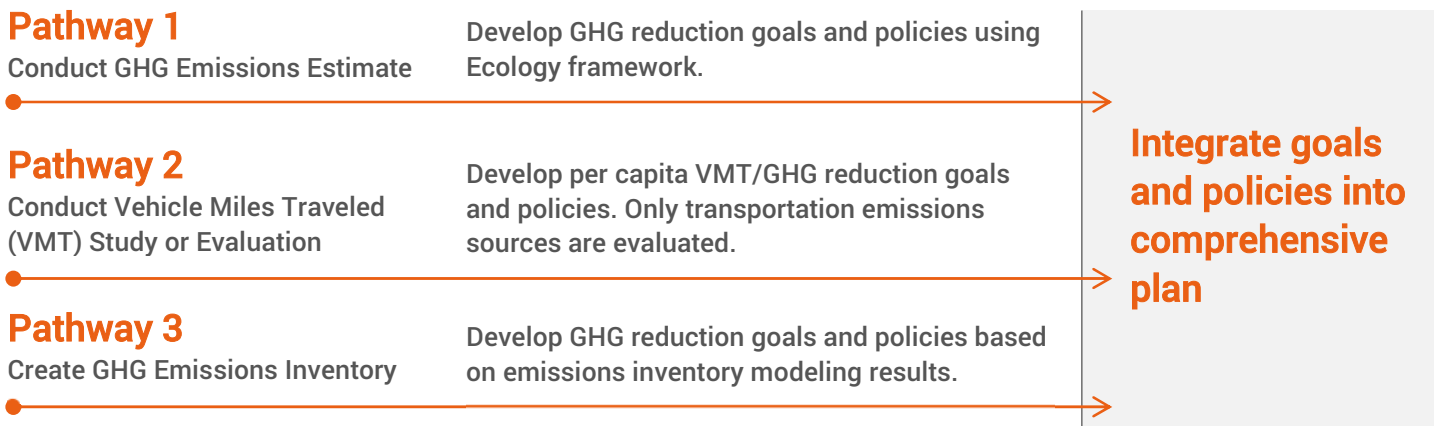 Pathway 1
Conduct GHG Emissions Estimate
Develop GHG reduction goals and policies using
Ecology framework.
Pathway 2
Conduct Vehicle Miles Traveled
(VMT) Study or Evaluation
Develop per capita VMT/GHG reduction goals
and policies. Only transportation emissions
sources are evaluated.
Pathway 3
Create GHG Emissions Inventory
Develop GHG reduction goals and policies based
on emissions inventory modeling results.
Integrate goals
and policies into
comprehensive
plan